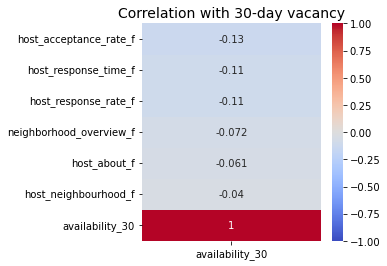 Correlation with 30-day vacancy
host_acceptance_rate_f
-0.13
host_response_time_f
-0.11
host_response_rate_f
-0.11
neighborhood_overview_f
-0.072
host_about_f
-0.061
host_neighbourhood_f
-0.04
availability_30
1
availability_30
1.00
0.75
0.50
0.25
0.00
-0.25
-0.50
-0.75
-1.00